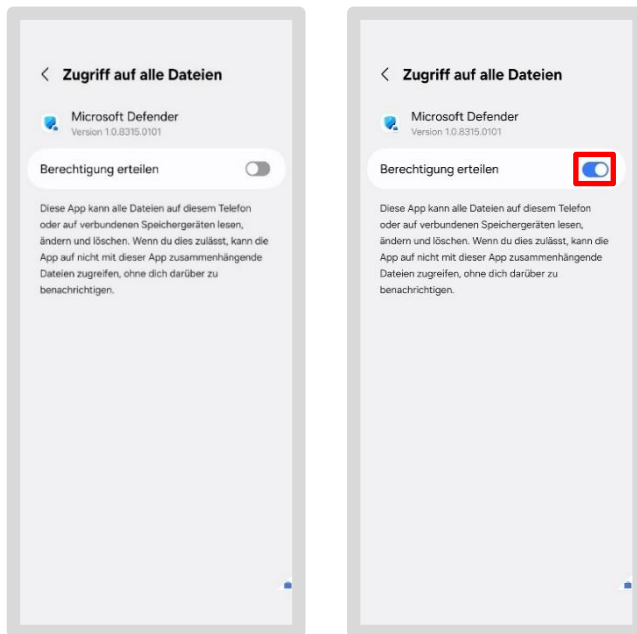 Zugriff auf alle Dateien
Microsoft Defender
Version 1.0.8315.0101
Berechtigung erteilen
Diese App kann alle Dateien auf diesem Telefon
oder auf verbundenen Speichergeräten lesen,
ändern und löschen. Wenn du dies zulässt, kann die
App auf nicht mit dieser App zusammenhängende
Dateien zugreifen, ohne dich darüber zu
benachrichtigen.
Zugriff auf alle Dateien
Microsoft Defender
Version 1.0.8315.0101
Berechtigung erteilen
Diese App kann alle Dateien auf diesem Telefon
oder auf verbundenen Speichergeräten lesen,
ändern und löschen. Wenn du dies zulässt, kann die
App auf nicht mit dieser App zusammenhängende
Dateien zugreifen, ohne dich darüber zu
benachrichtigen.